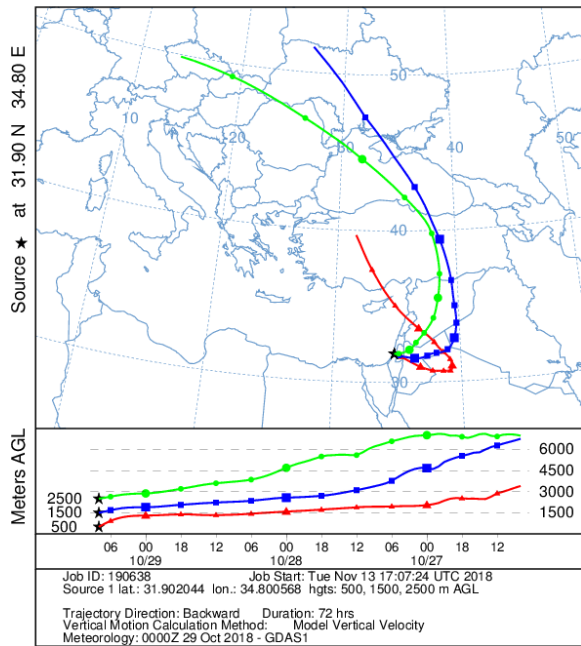 Source ★ at 31.90 N 34.80 E
10
20
30
40
50
50
40
30
40
Meters AGL
2500
1500
500
6000
4500
3000
1500
06 00 18 12 06 00 18 12 06 00 18 12
10/29 10/28 10/27
Job ID: 190638 Job Start: Tue Nov 13 17:07:24 UTC 2018
Source 1 lat.: 31.902044 lon.: 34.800568 hgts: 500, 1500, 2500 m AGL
Trajectory Direction: Backward Duration: 72 hrs
Vertical Motion Calculation Method: Model Vertical Velocity
Meteorology: 0000Z 29 Oct 2018 - GDAS1